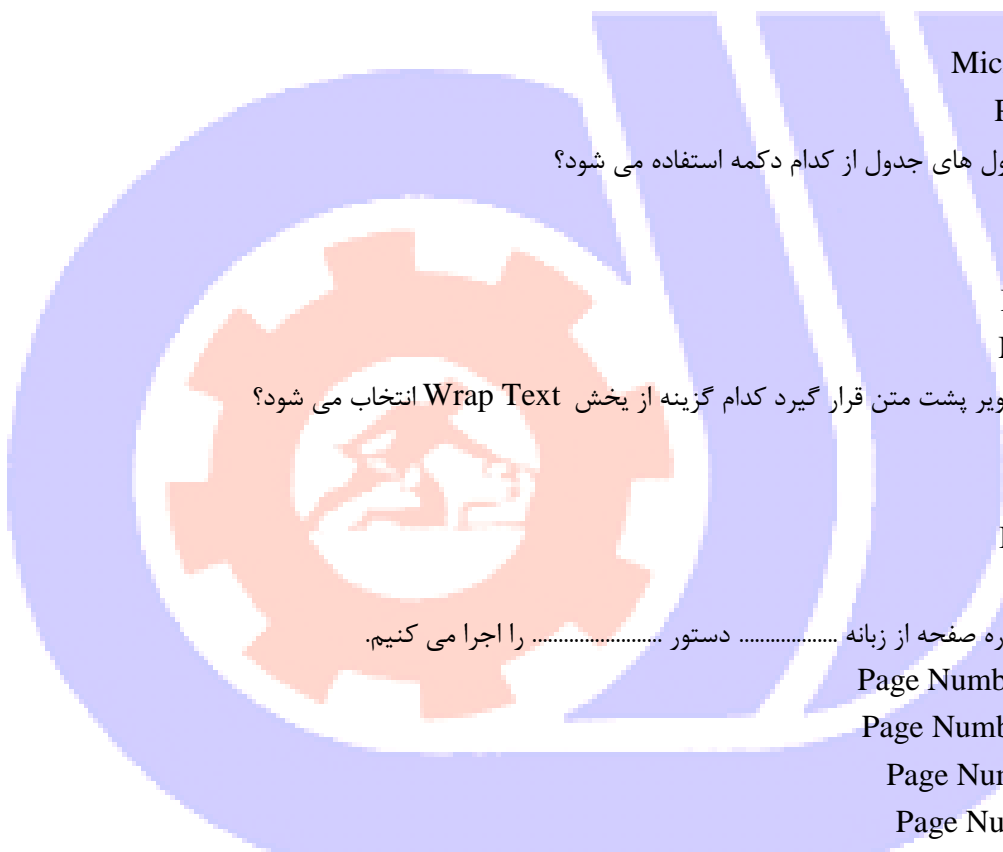 Mic
ول های جدول از کدام دکمه استفاده می شود؟
ویر پشت متن قرار گیرد کدام گزینه از یخش Wrap Text انتخاب می شود؟
ره صفحه از زبانه .................. دستور ........................ را اجرا می کنیم.
Page Numb
Page Numb
Page Nu
Page Nu